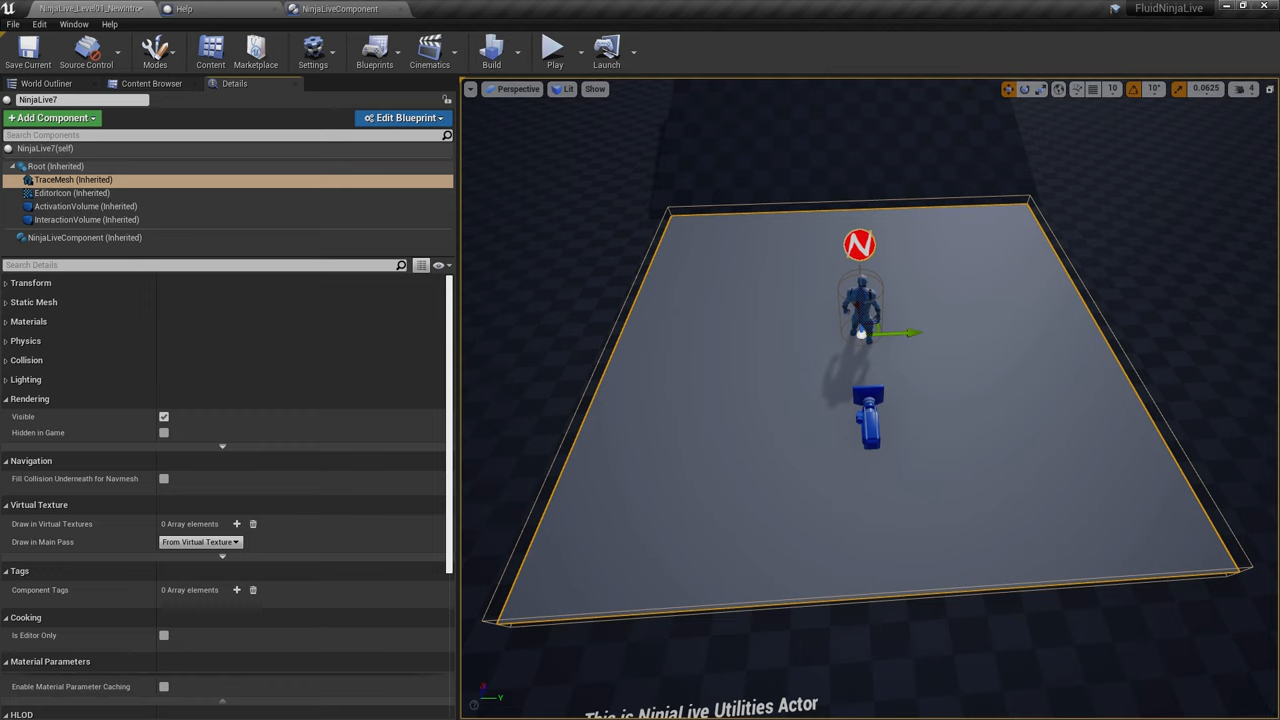 NinjaLive_Level01_NewIntro•
Help
NinjaLiveComponent
FluidNinjaLive
File
Edit
Window
Help
Save Current
Source Control
Modes
Content
Marketplace
Settings
Blueprints
Cinematics
Build
Play
Launch
World Outliner
Content Browser
Details
NinjaLive7
+ Add Component
Edit Blueprint
Search Components
NinjaLive7(self)
Root (Inherited)
TraceMesh (Inherited)
EditorIcon (Inherited)
ActivationVolume (Inherited)
InteractionVolume (Inherited)
NinjaLiveComponent (Inherited)
Search Details
Transform
Static Mesh
Materials
Physics
Collision
Lighting
Rendering
Visible
Hidden in Game
Navigation
Fill Collision Underneath for Navmesh
Virtual Texture
Draw in Virtual Textures
0 Array elements
Draw in Main Pass
From Virtual Texture
Tags
Component Tags
0 Array elements
Cooking
Is Editor Only
Material Parameters
Enable Material Parameter Caching
HLOD
Perspective
Lit
Show
10
10°
0.0625
4
N
Y
This is NinjaLive Utilities Actor